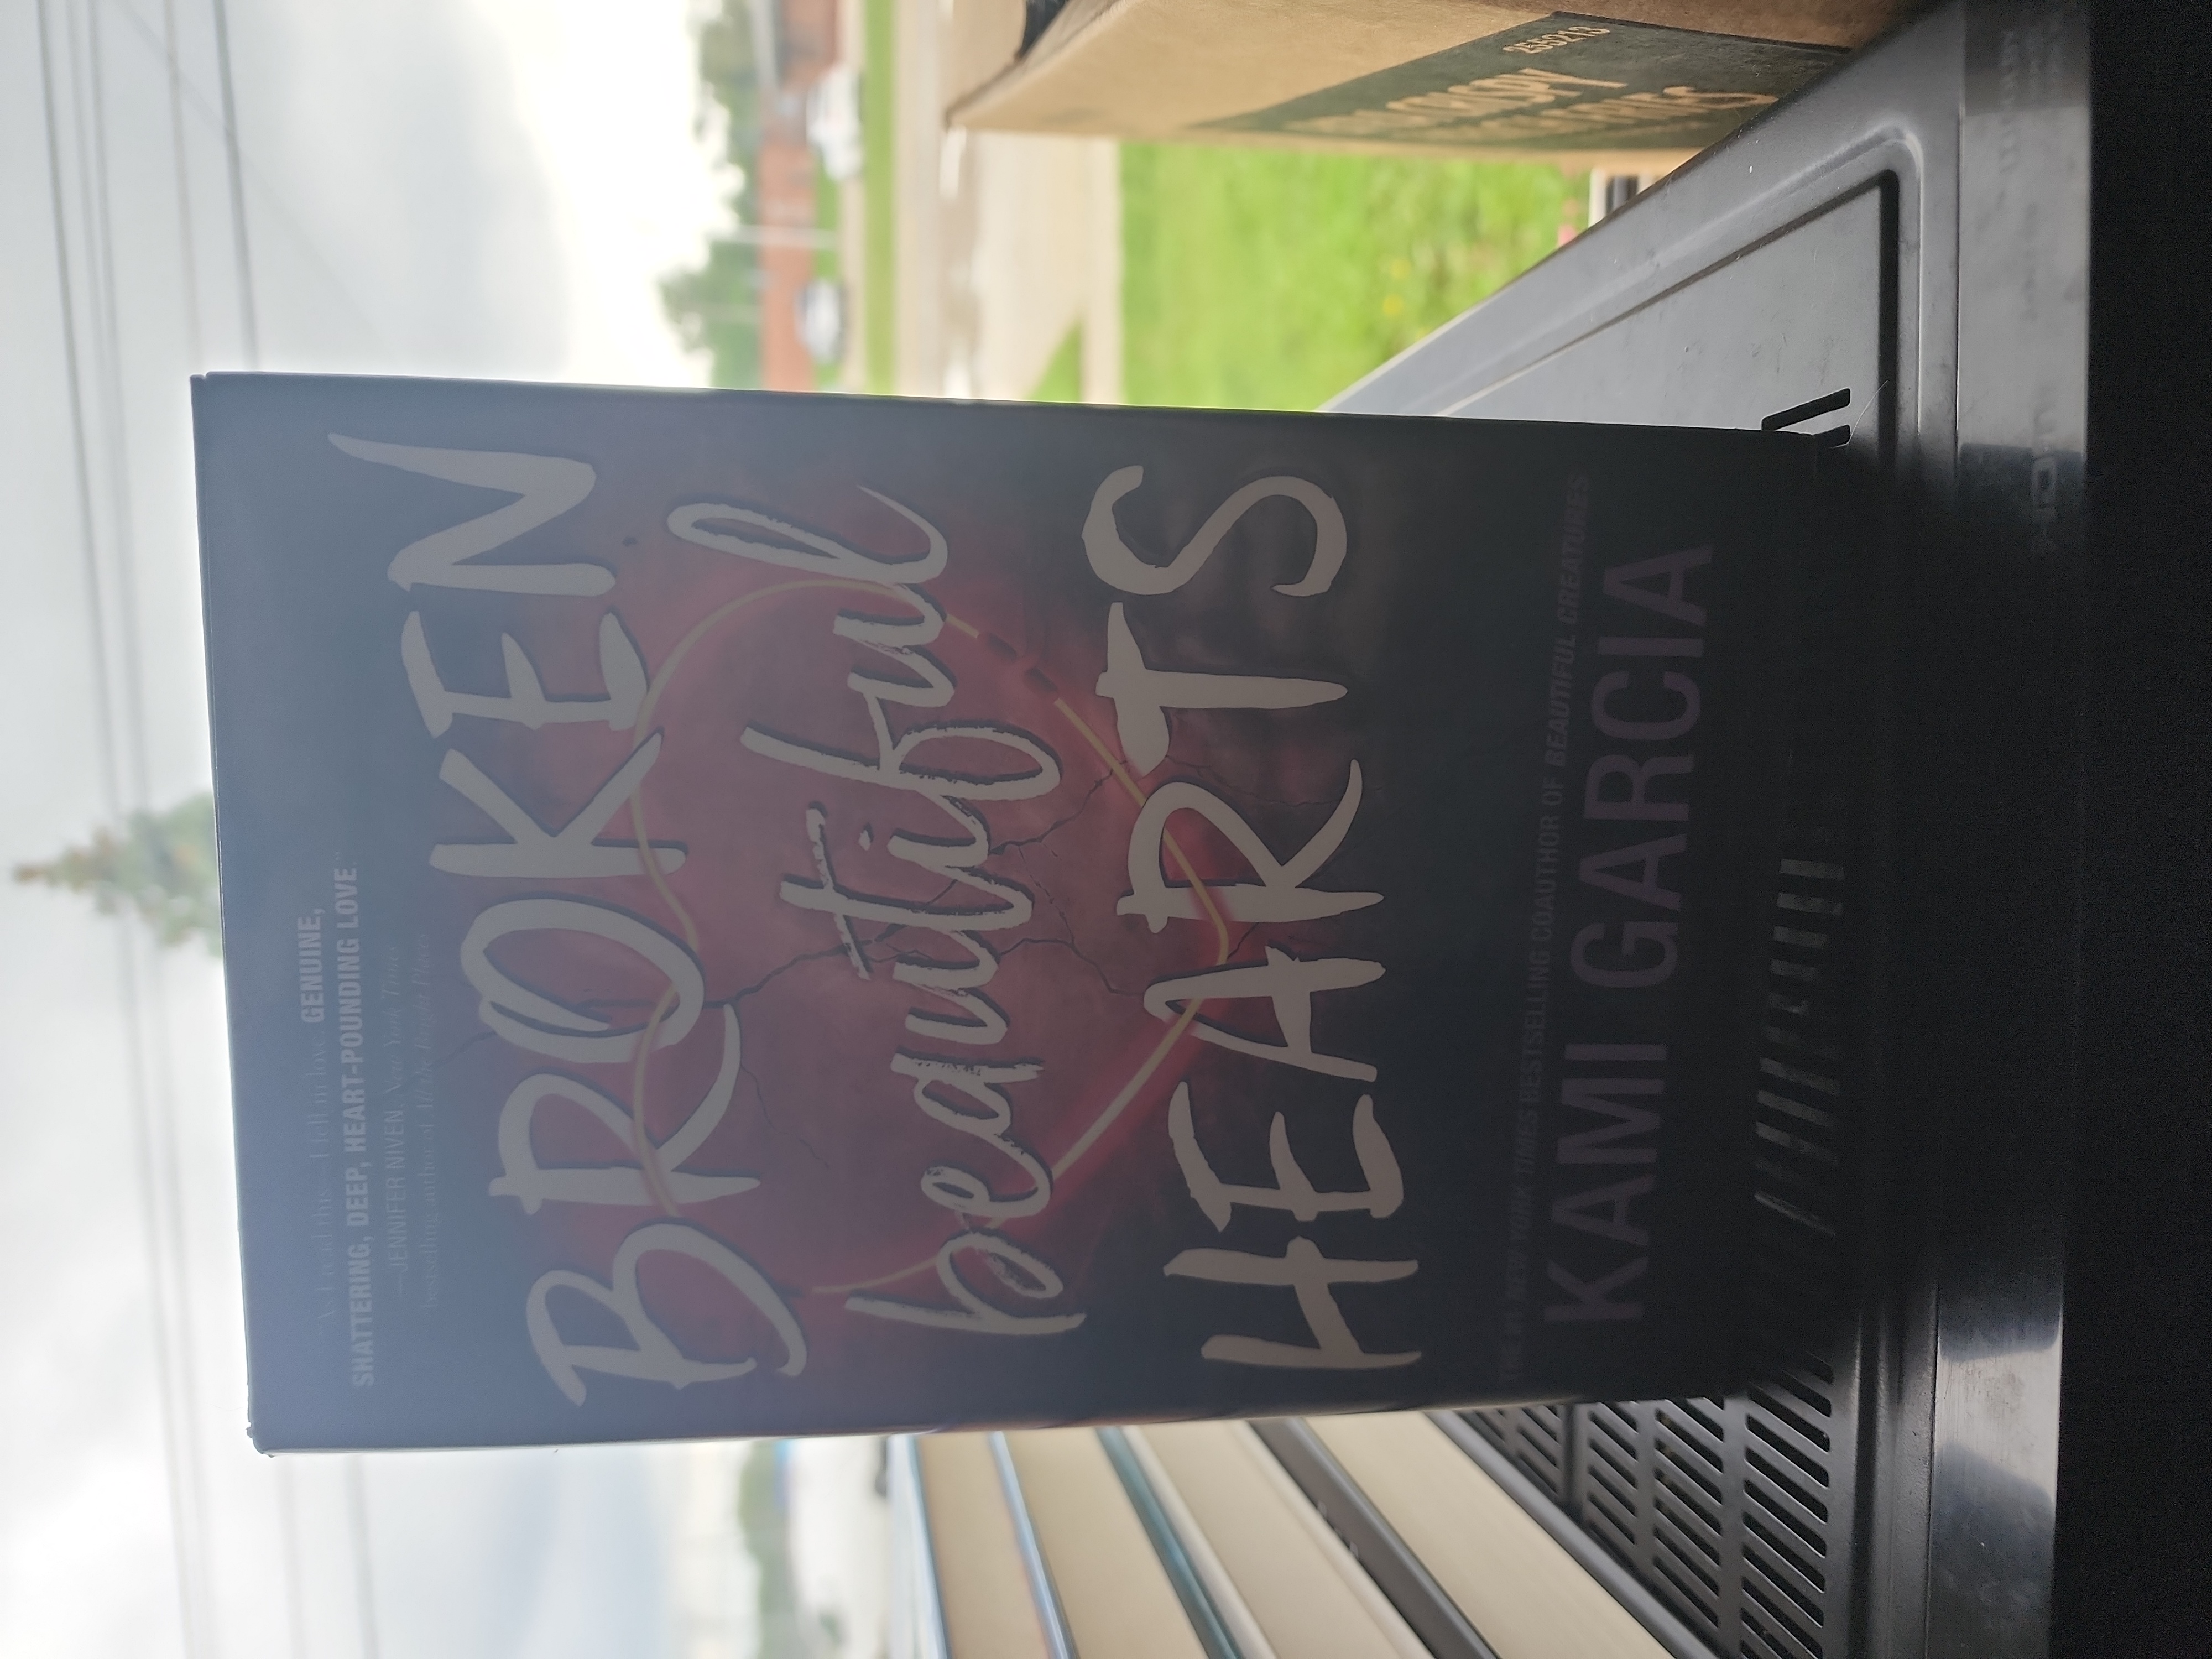 "As I read this, I fell in love. GENUINE,
SHATTERING, DEEP, HEART-POUNDING LOVE."
—JENNIFER NIVEN, New York Times
bestselling author of All the Bright Places
BROKEN
beautiful
HEARTS
THE #1 NEW YORK TIMES BESTSELLING COAUTHOR OF BEAUTIFUL CREATURES
KAMI GARCIA
2552213